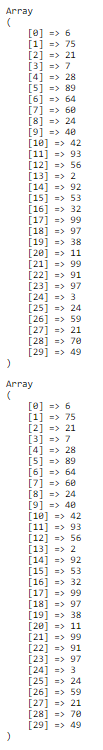 Array
(
[0] => 6
[1] => 75
[2] => 21
[3] => 7
[4] => 28
[5] => 89
[6] => 64
[7] => 60
[8] => 24
[9] => 40
[10] => 42
[11] => 93
[12] => 56
[13] => 2
[14] => 92
[15] => 53
[16] => 32
[17] => 99
[18] => 97
[19] => 38
[20] => 11
[21] => 99
[22] => 91
[23] => 97
[24] => 3
[25] => 24
[26] => 59
[27] => 21
[28] => 70
[29] => 49
)
Array
(
[0] => 6
[1] => 75
[2] => 21
[3] => 7
[4] => 28
[5] => 89
[6] => 64
[7] => 60
[8] => 24
[9] => 40
[10] => 42
[11] => 93
[12] => 56
[13] => 2
[14] => 92
[15] => 53
[16] => 32
[17] => 99
[18] => 97
[19] => 38
[20] => 11
[21] => 99
[22] => 91
[23] => 97
[24] => 3
[25] => 24
[26] => 59
[27] => 21
[28] => 70
[29] => 49
)